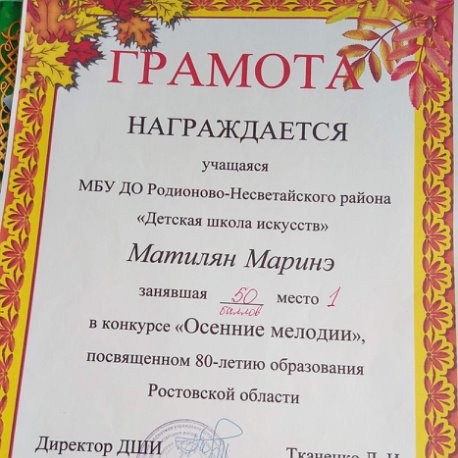 ГРАМОТА
НАГРАЖДАЕТСЯ
учащаяся
МБУ ДО Родионово-Несветайского района
«Детская школа искусств»
Матилян Маринэ
занявшая 50 место 1
баллов
в конкурсе «Осенние мелодии»,
посвященном 80-летию образования
Ростовской области
Директор ДШИ Ткаченко Л. И.